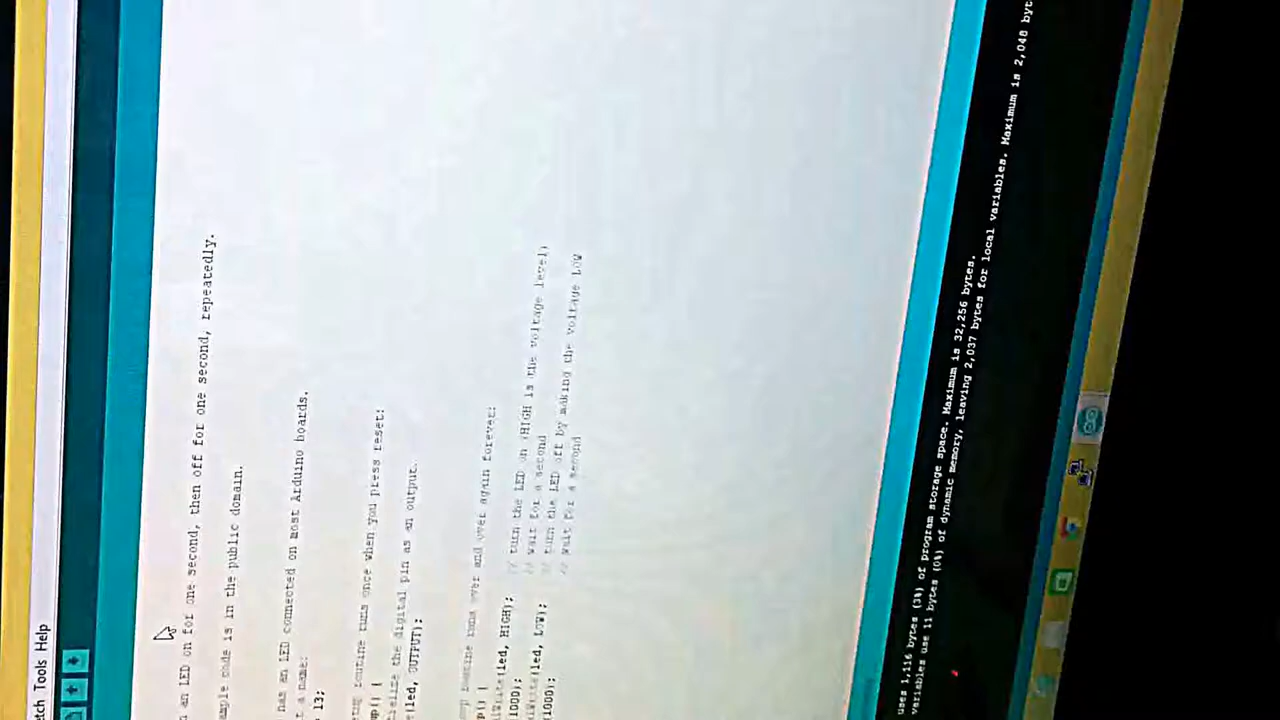 tch Tools Help
n an LED on for one second, then off for one second, repeatedly.
ample code is in the public domain.
has an LED connected on most Arduino boards.
t a name:
13;
routine runs once when you press reset:
up() {
the digital pin as an output.
(led, OUTPUT);
routine runs over and over again forever:
p() {
(led, HIGH); // turn the LED on (HIGH is the voltage level)
(1000); // wait for a second
(led, LOW); // turn the LED off by making the voltage LOW
(1000); // wait for a second
uses 1,116 bytes (3%) of program storage space. Maximum is 32,256 bytes.
variables use 11 bytes (0%) of dynamic memory, leaving 2,037 bytes for local variables. Maximum is 2,048 byt